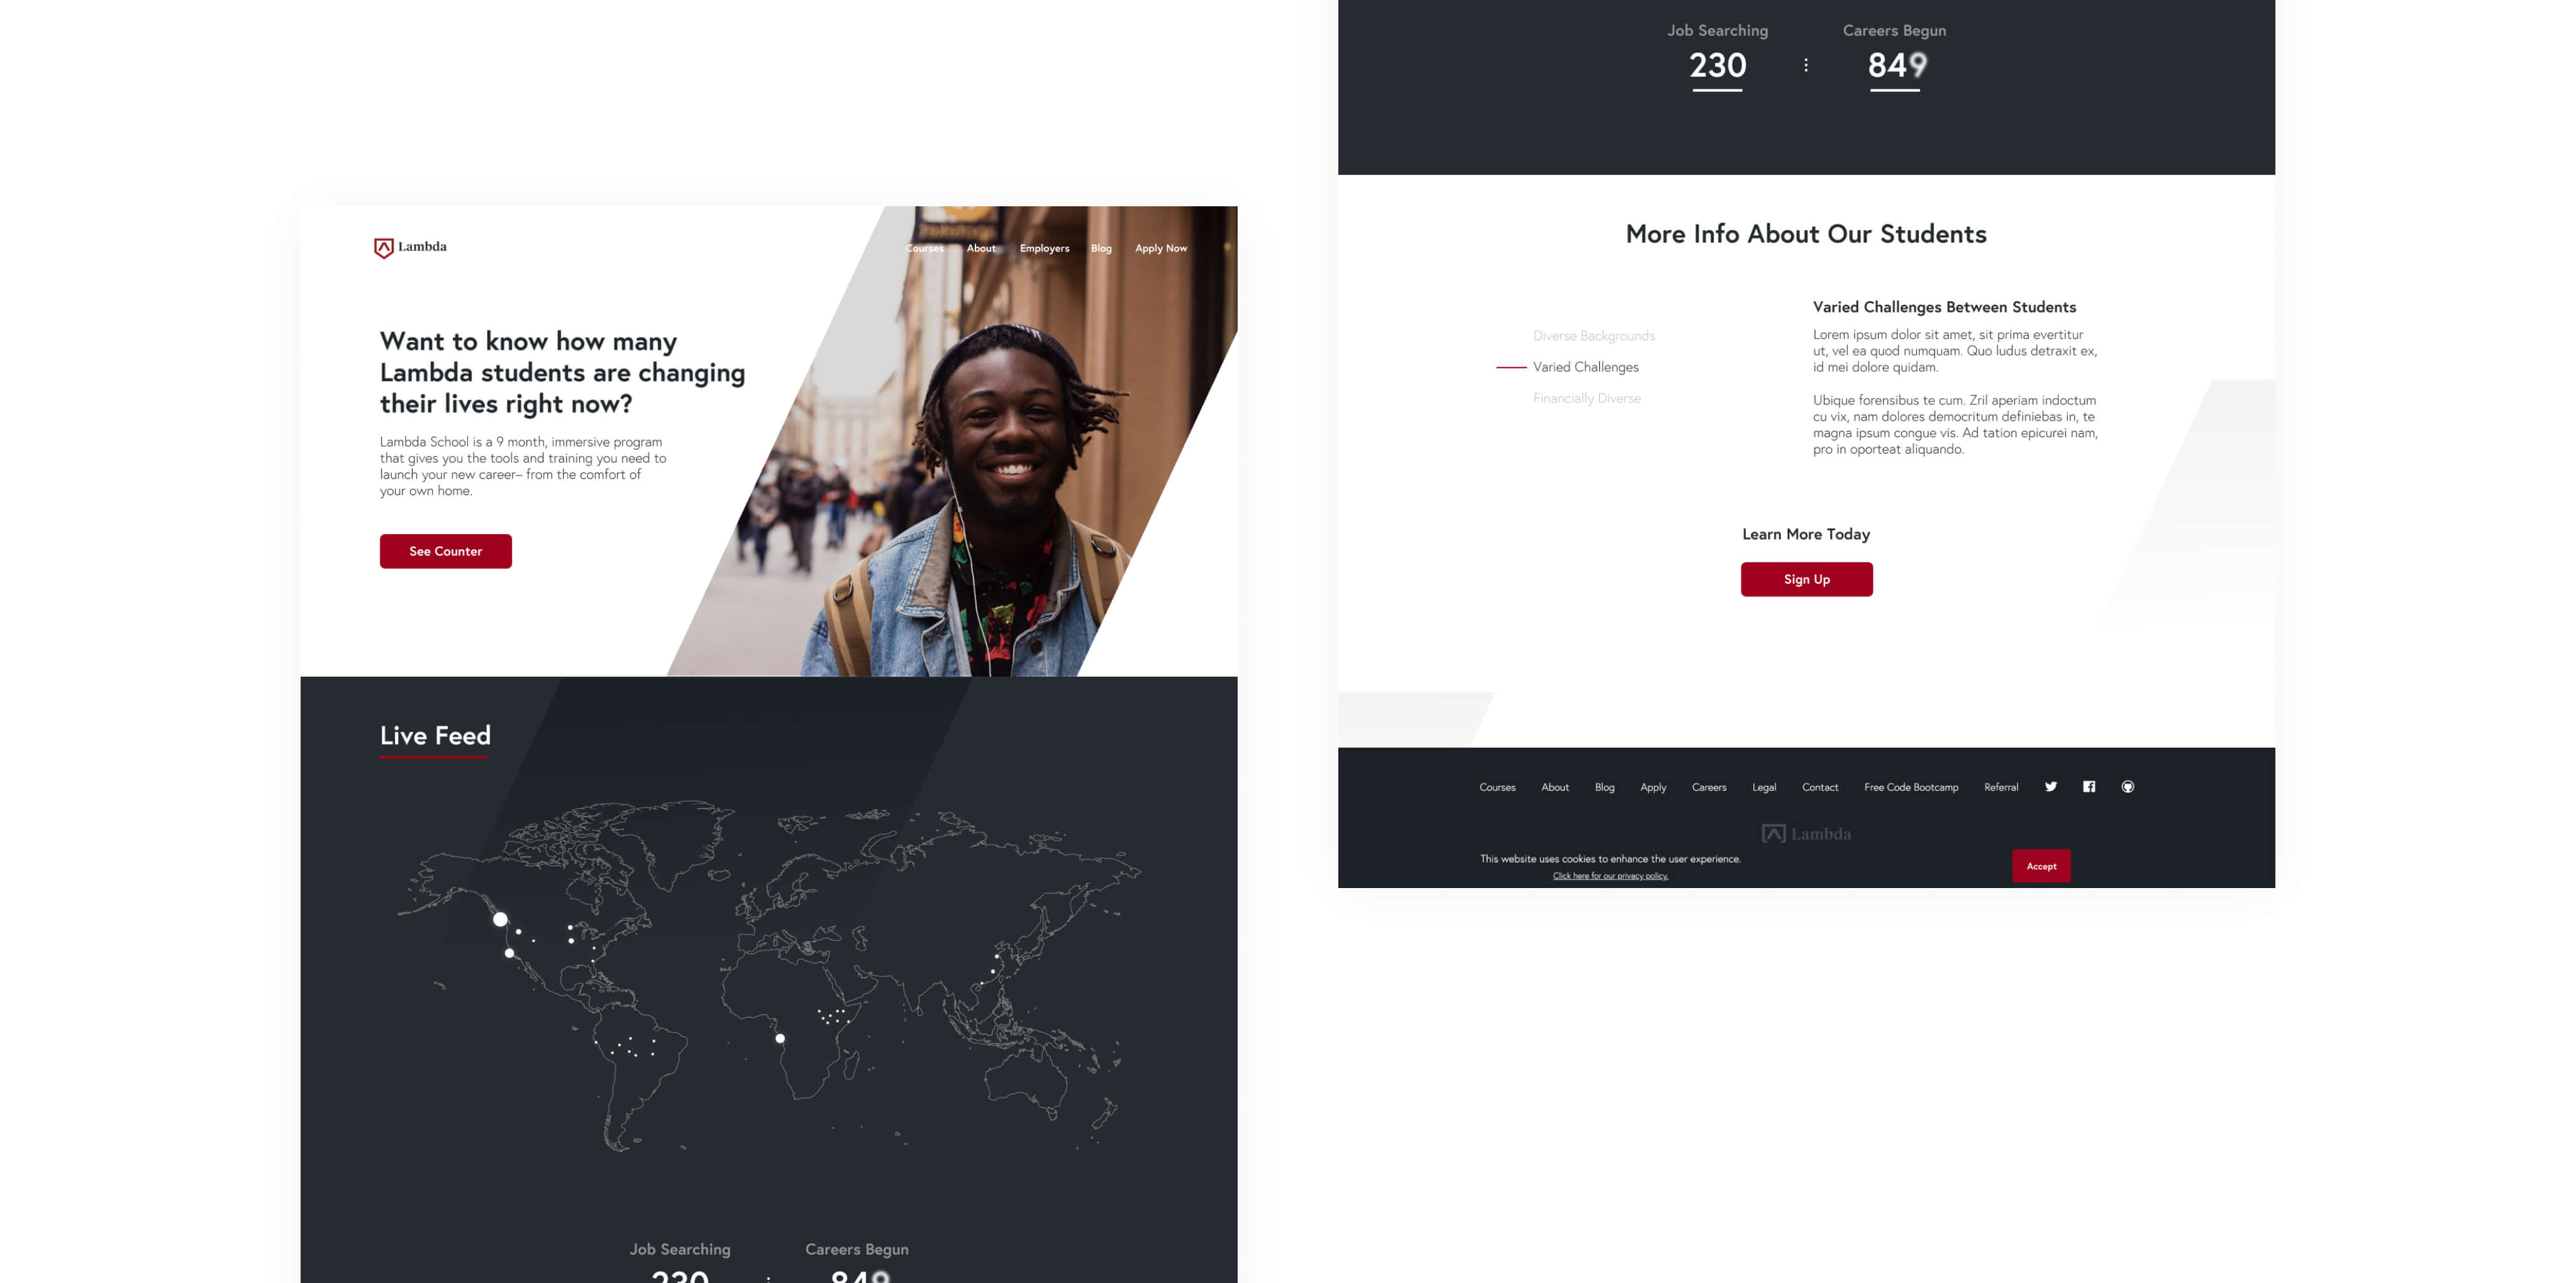 Lambda
Courses About Employers Blog Apply Now
Want to know how many
Lambda students are changing
their lives right now?
Lambda School is a 9 month, immersive program
that gives you the tools and training you need to
launch your new career– from the comfort of
your own home.
See Counter
Live Feed
Job Searching Careers Begun
230 : 849
Job Searching Careers Begun
230 : 849
More Info About Our Students
Diverse Backgrounds
Varied Challenges
Financially Diverse
Varied Challenges Between Students
Lorem ipsum dolor sit amet, sit prima evertitur
ut, vel ea quod numquam. Quo ludus detraxit ex,
id mei dolore quidam.
Ubique forensibus te cum. Zril aperiam indoctum
cu vix, nam dolores democritum definiebas in, te
magna ipsum congue vis. Ad tation epicurei nam,
pro in oporteat aliquando.
Learn More Today
Sign Up
Courses About Blog Apply Careers Legal Contact Free Code Bootcamp Referral
Lambda
This website uses cookies to enhance the user experience.
Click here for our privacy policy.
Accept